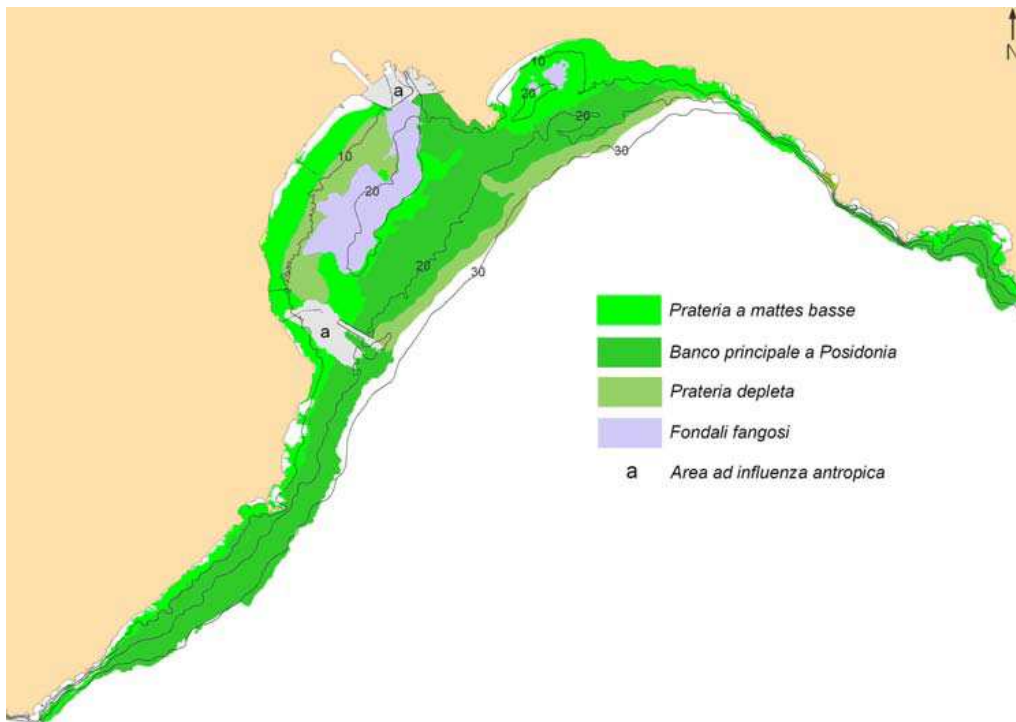 N
a
10
20
10
20
20
30
20
30
a
Prateria a mattes basse
Banco principale a Posidonia
Prateria depleta
Fondali fangosi
a Area ad influenza antropica